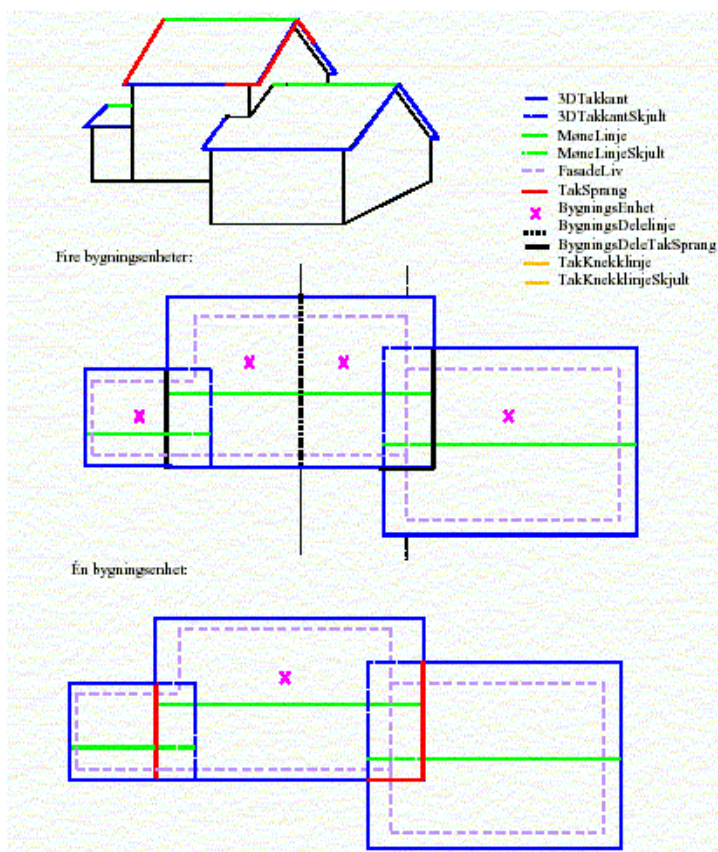 3DTakkant
3DTakkantSkjult
MøneLinje
MøneLinjeSkjult
FasadeLiv
TakSprang
BygningsEnhet
BygningsDelelinje
BygningsDeleTakSprang
TakKnekklinje
TakKnekklinjeSkjult
Fire bygningsenheter:
Én bygningsenhet: